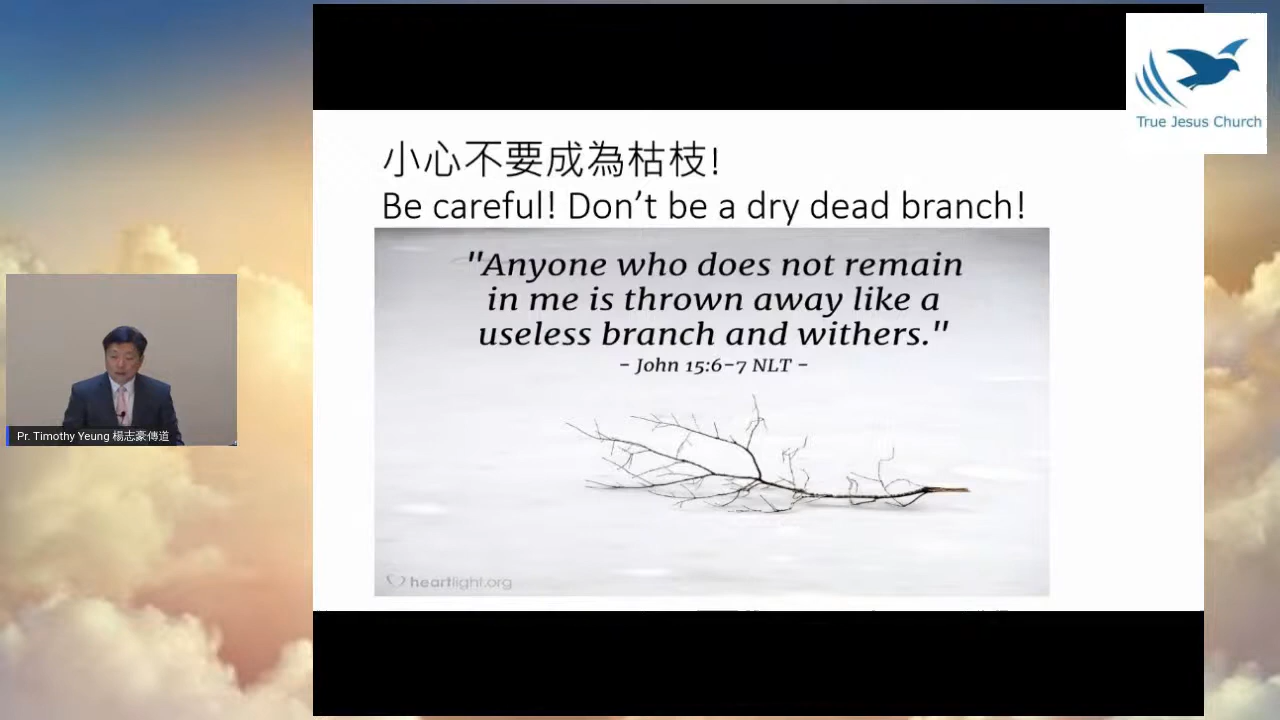 True Jesus Church
小心不要成為枯枝!
Be careful! Don't be a dry dead branch!
"Anyone who does not remain
in me is thrown away like a
useless branch and withers."
- John 15:6-7 NLT -
heartlight.org
Pr. Timothy Yeung 楊志豪傳道